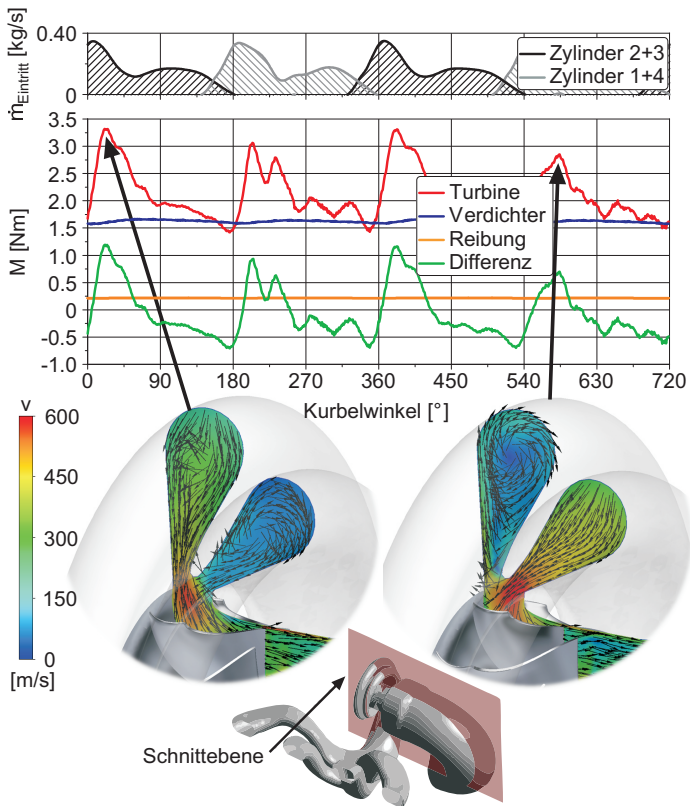 ṁEintritt [kg/s]
0.40
0
Zylinder 2+3
Zylinder 1+4
M [Nm]
3.5
3.0
2.5
2.0
1.5
1.0
0.5
0
-0.5
-1.0
Turbine
Verdichter
Reibung
Differenz
0 90 180 270 360 450 540 630 720
Kurbelwinkel [°]
v
600
450
300
150
0
[m/s]
Schnittebene